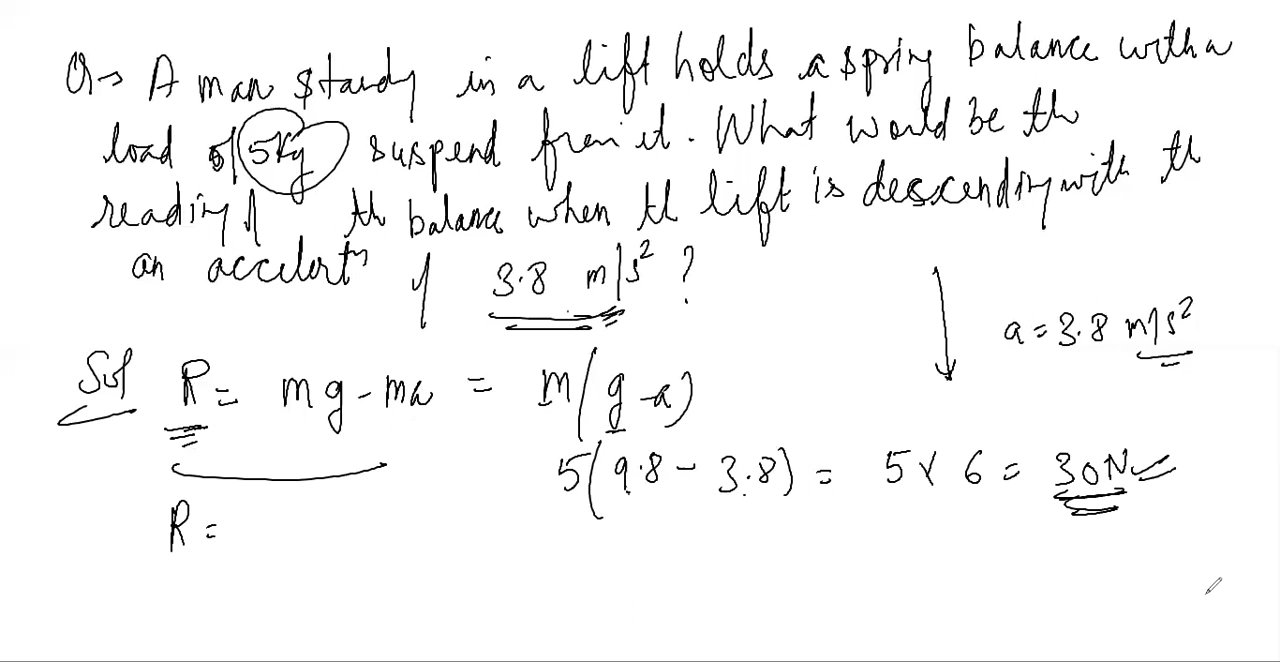 Q→ A man standg in a lift holds a spring balance with a
load of 5Kg suspend from it. What would be the
reading of the balance when the lift is descending with the
an accelertn of 3.8 m/s² ?
a = 3.8 m/s²
Sol R = mg - ma = m(g - a)
5(9.8 - 3.8) = 5 × 6 = 30N
R =